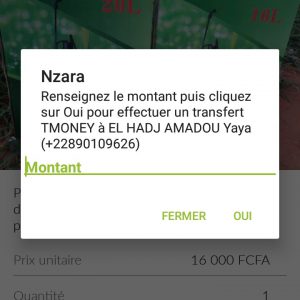 28L
18L
Nzara
Renseignez le montant puis cliquez
sur Oui pour effectuer un transfert
TMONEY à EL HADJ AMADOU Yaya
(+22890109626)
Montant
FERMER OUI
Prix unitaire 16 000 FCFA
Quantité 1